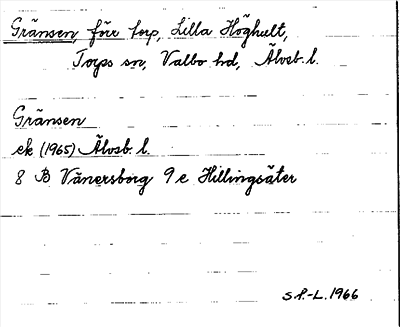 Gränsen, förr torp, Lilla Höghult,
Torps sn, Valbo hd, Älvsb. l.
Gränsen
ek (1965) Älvsb. l.
8 B Vänersborg 9 e Hillingsäter
S.P.-L. 1966